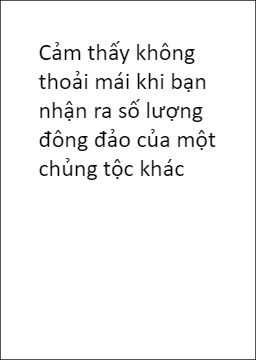 Cảm thấy không
thoải mái khi bạn
nhận ra số lượng
đông đảo của một
chủng tộc khác